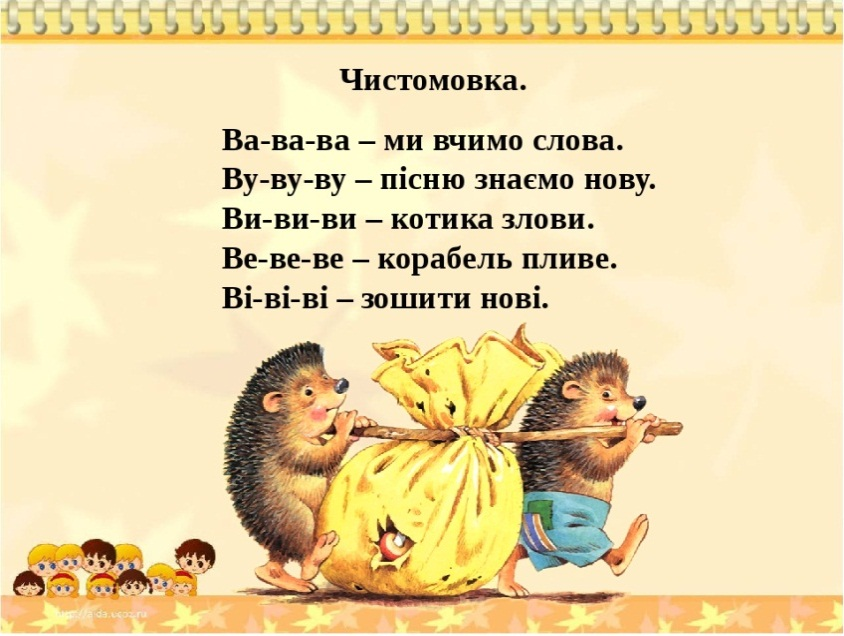 Чистомовка.
Ва-ва-ва – ми вчимо слова.
Ву-ву-ву – пісню знаємо нову.
Ви-ви-ви – котика злови.
Ве-ве-ве – корабель пливе.
Ві-ві-ві – зошити нові.